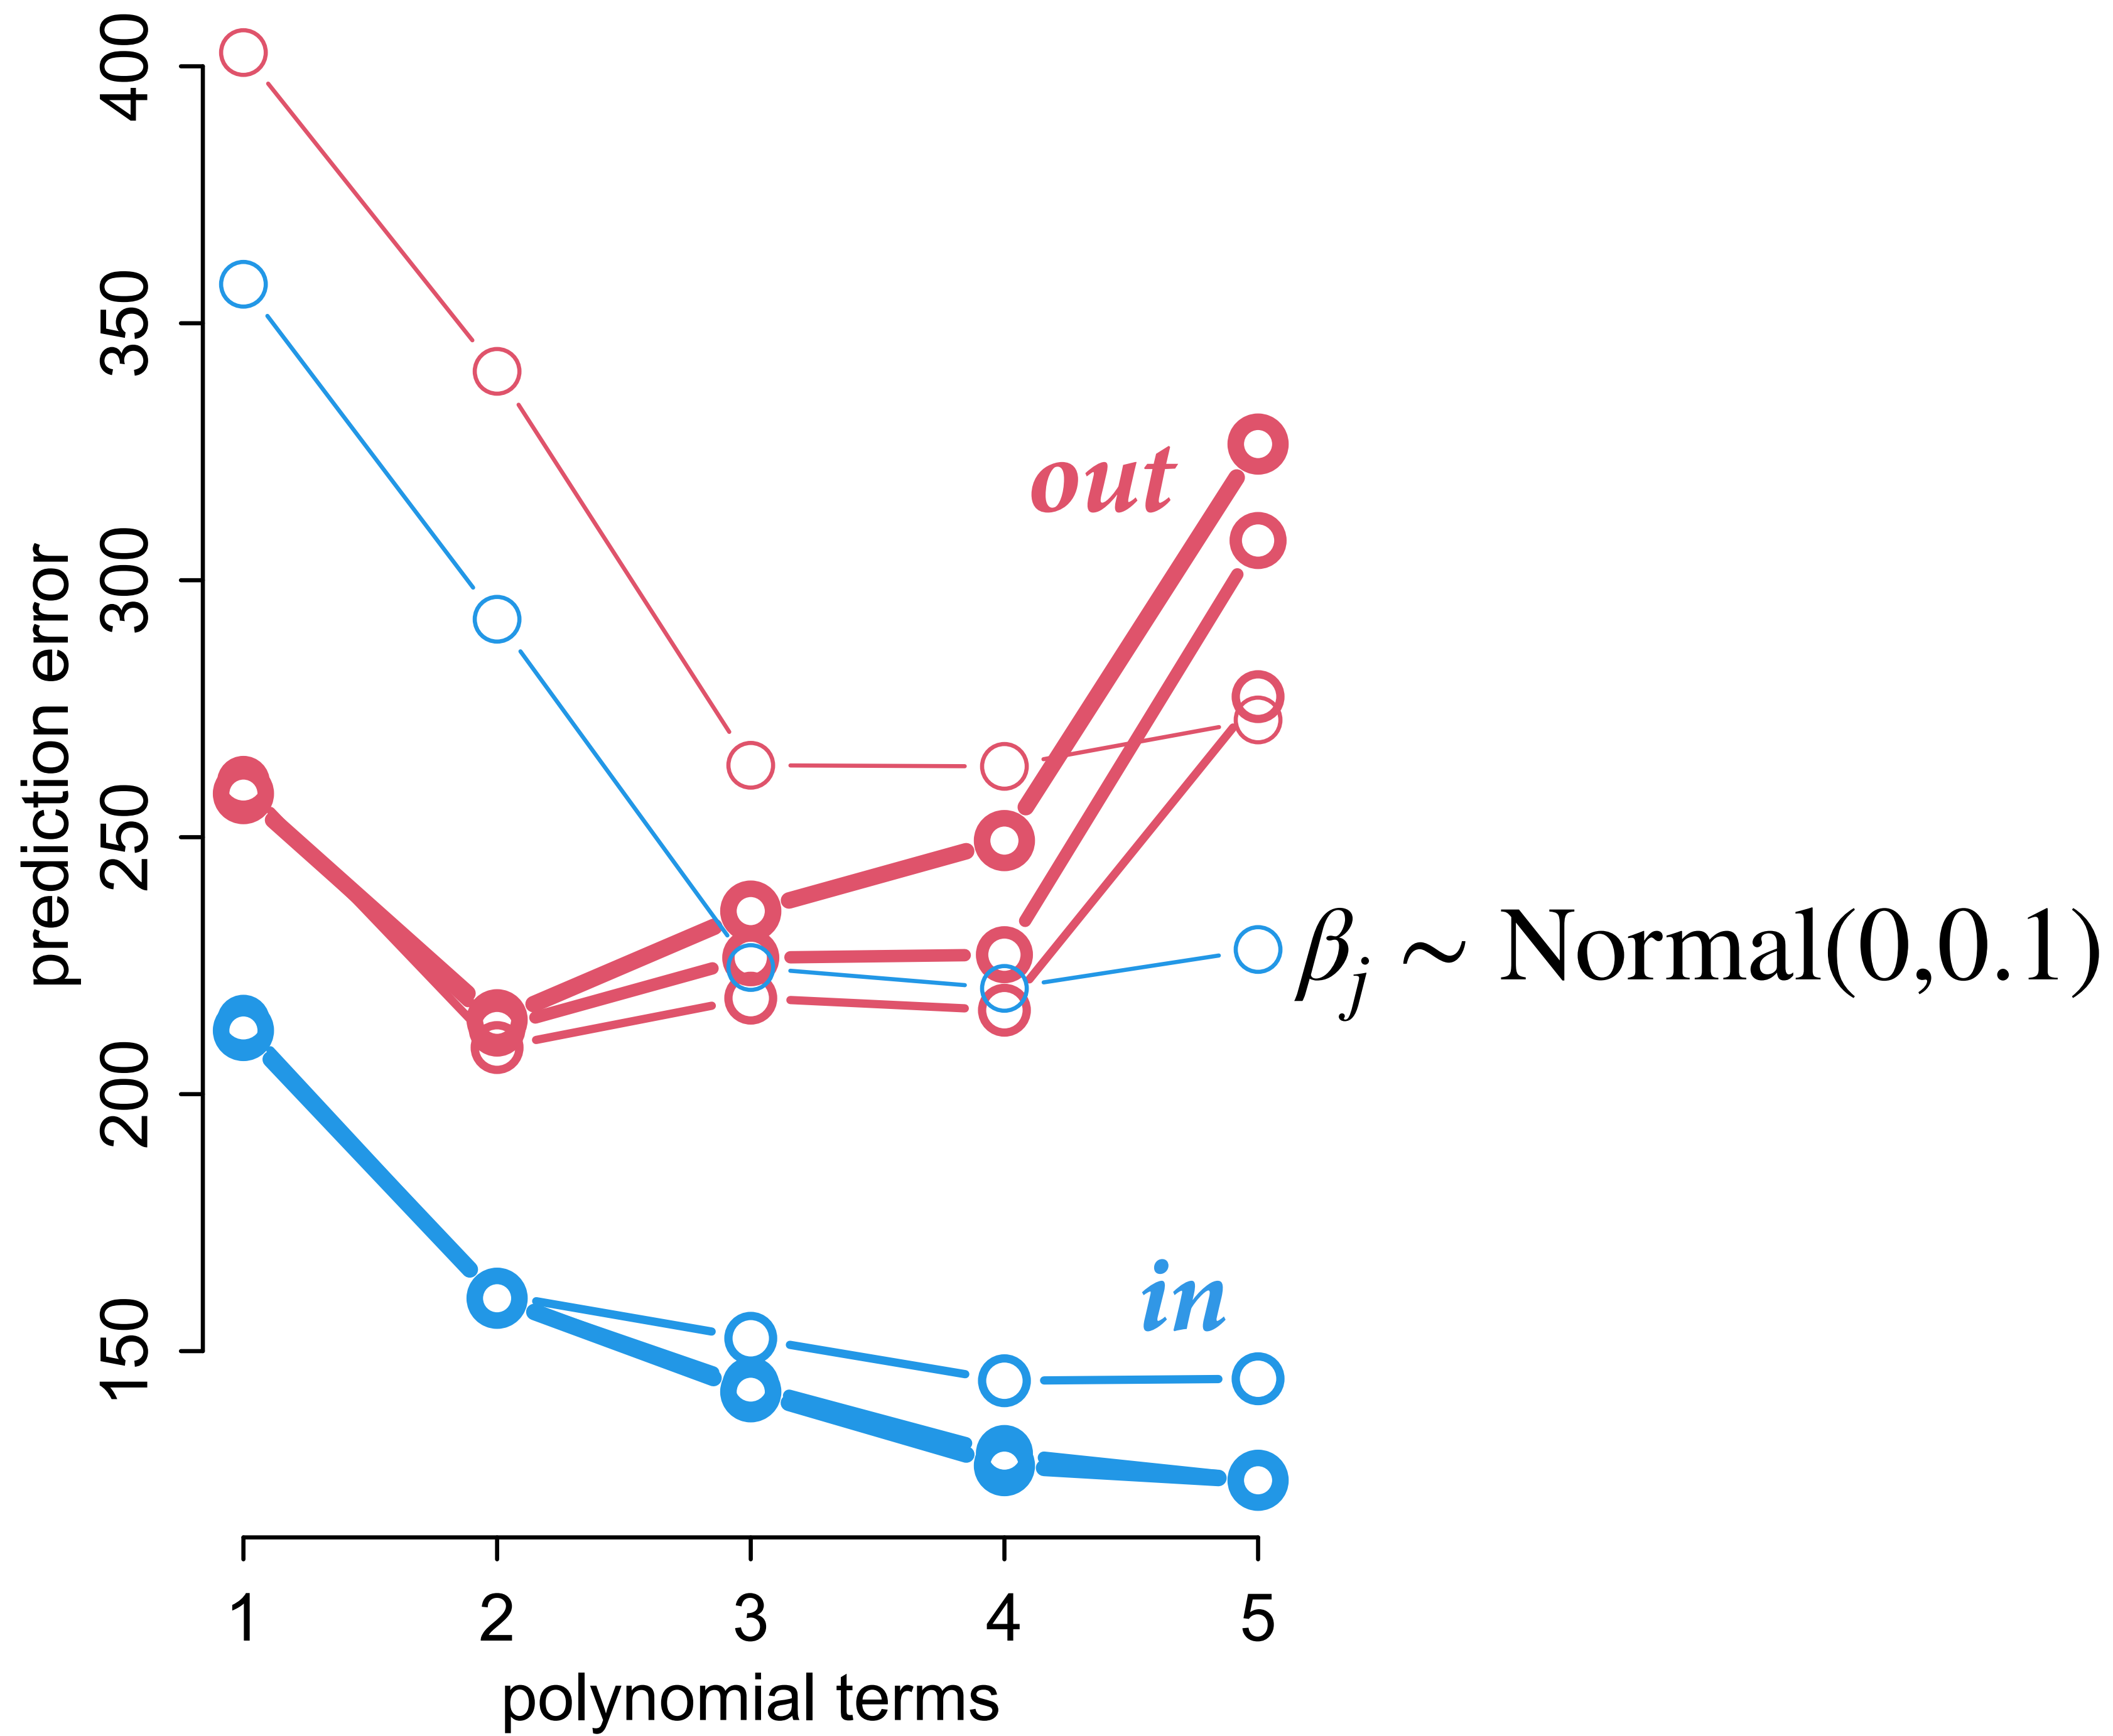 prediction error
400
350
300
250
200
150
out
βj ~ Normal(0,0.1)
in
1 2 3 4 5
polynomial terms